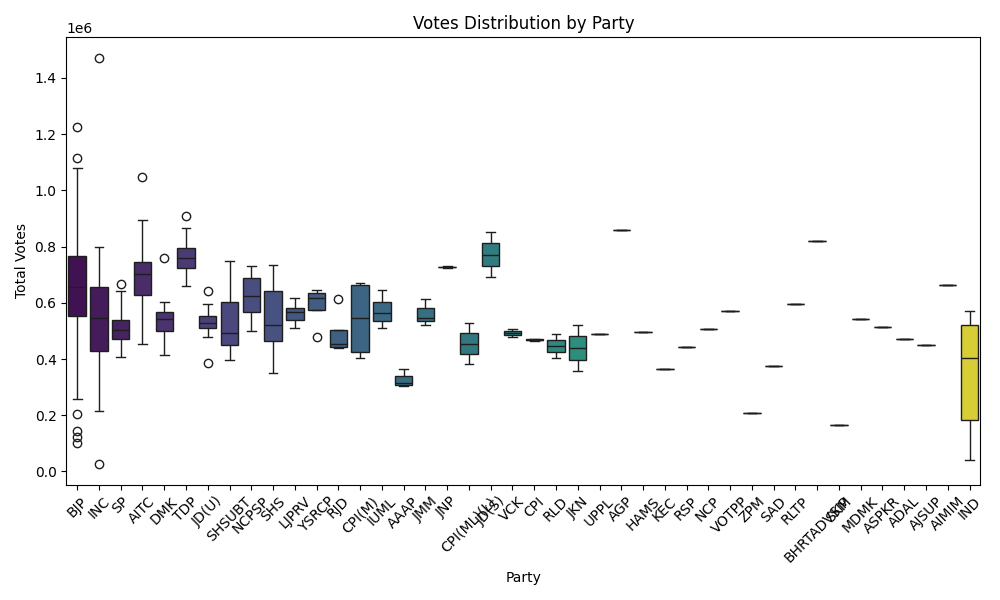 Votes Distribution by Party
1e6
Total Votes
1.4
1.2
1.0
0.8
0.6
0.4
0.2
0.0
BJP
INC
SP
AITC
DMK
TDP
JD(U)
SHSUBT
NCPSP
SHS
LJPRV
YSRCP
RJD
CPI(M)
IUML
AAAP
JMM
JNP
CPI(ML)(L)
JD(S)
VCK
CPI
RLD
JKN
UPPL
AGP
HAMS
KEC
RSP
NCP
VOTPP
ZPM
SAD
RLTP
BHRTADVSIP
SKM
MDMK
ASPKR
ADAL
AJSUP
AIMIM
IND
Party